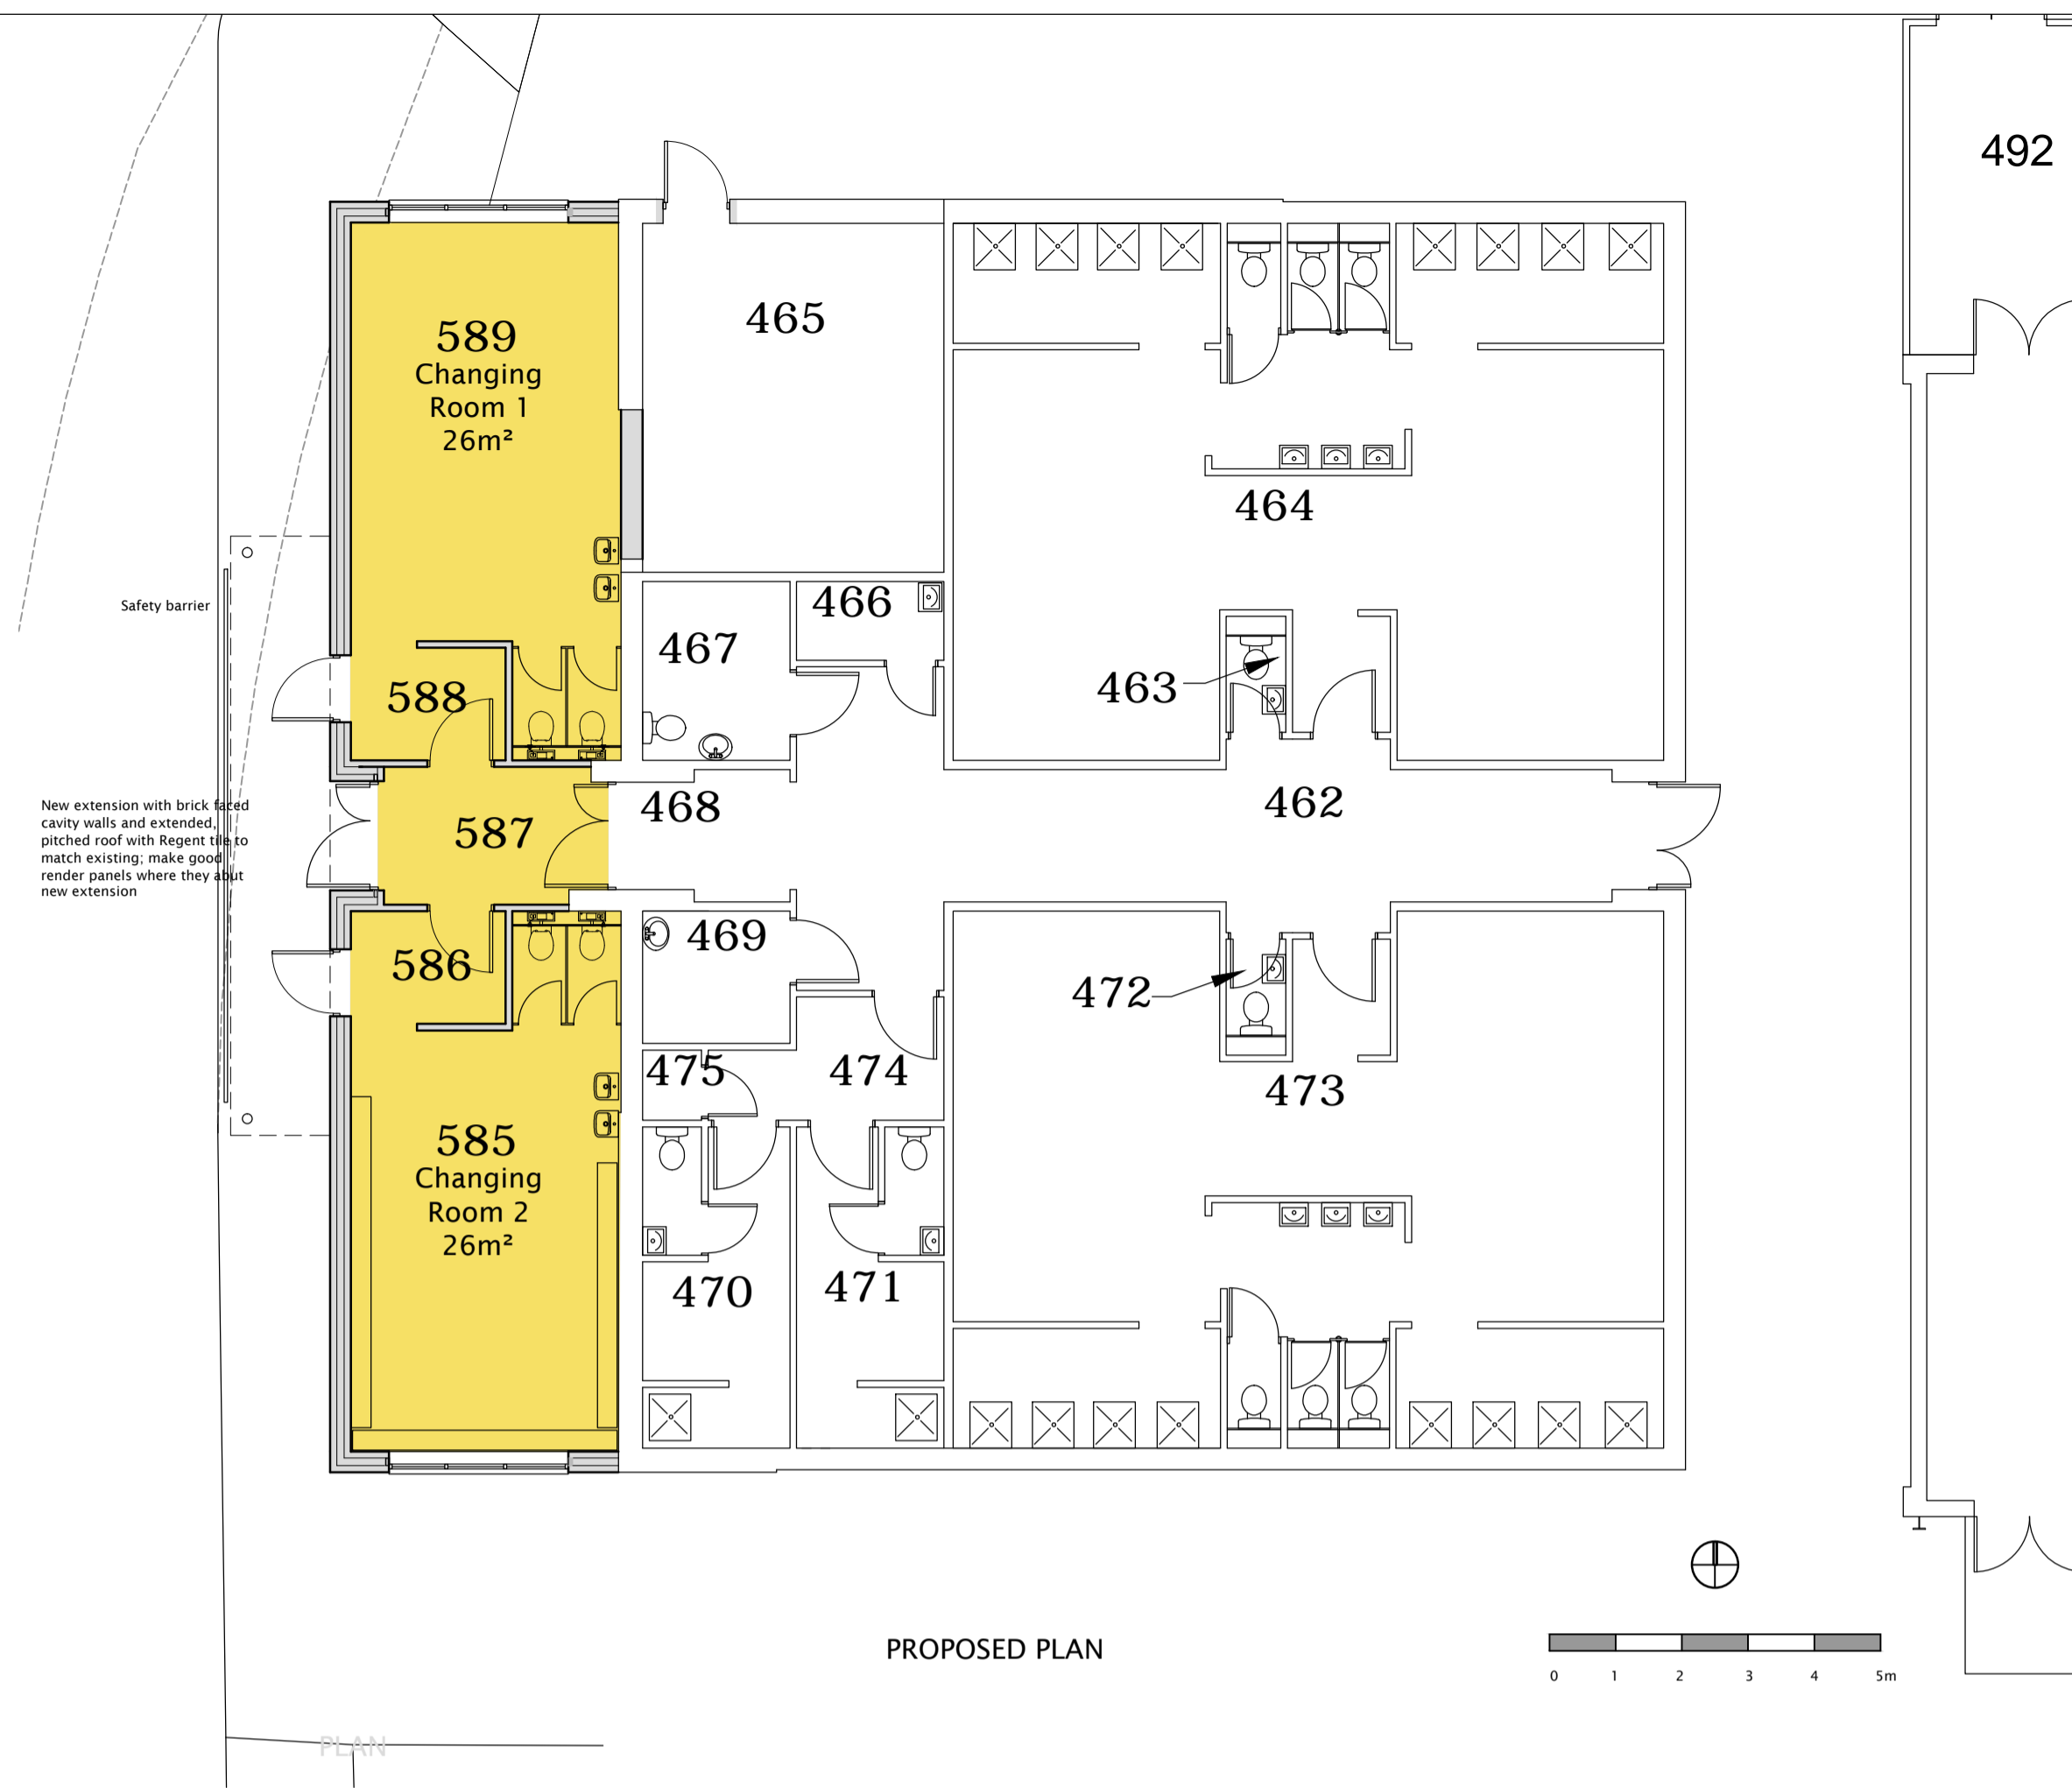 492
589
Changing
Room 1
26m²
465
464
Safety barrier
466
467
463
588
New extension with brick faced
cavity walls and extended,
pitched roof with Regent tile to
match existing; make good
render panels where they abut
new extension
587
468
462
586
469
472
475
474
473
585
Changing
Room 2
26m²
470
471
PROPOSED PLAN
0 1 2 3 4 5m
PLAN